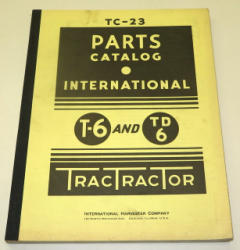 TC-23
PARTS
CATALOG
INTERNATIONAL
T-6 AND TD
6
TRACTRACTOR
INTERNATIONAL HARVESTER COMPANY